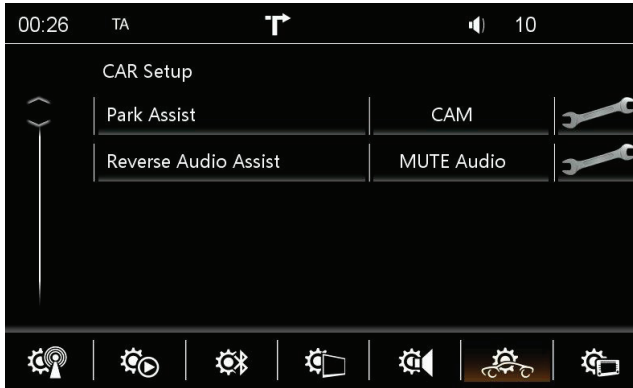 00:26 TA 10
CAR Setup
Park Assist CAM
Reverse Audio Assist MUTE Audio